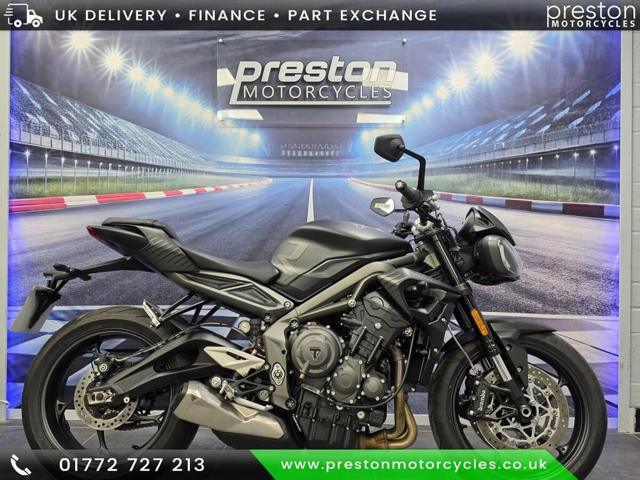 UK DELIVERY • FINANCE • PART EXCHANGE
preston
MOTORCYCLES
preston
MOTORCYCLES
01772 727 213
www.prestonmotorcycles.co.uk